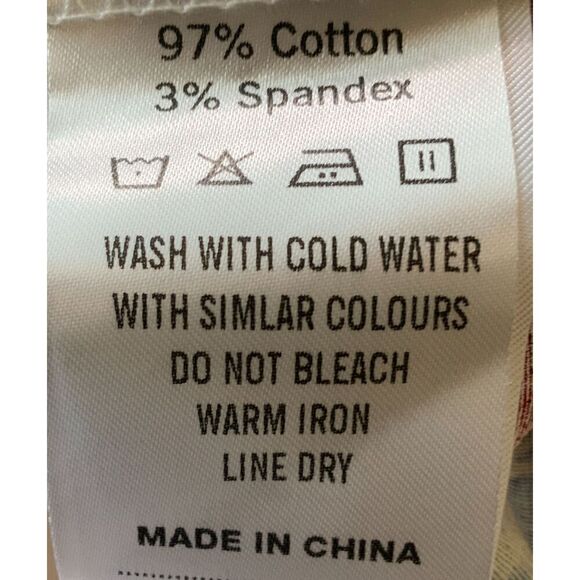 97% Cotton
3% Spandex
WASH WITH COLD WATER
WITH SIMLAR COLOURS
DO NOT BLEACH
WARM IRON
LINE DRY
MADE IN CHINA